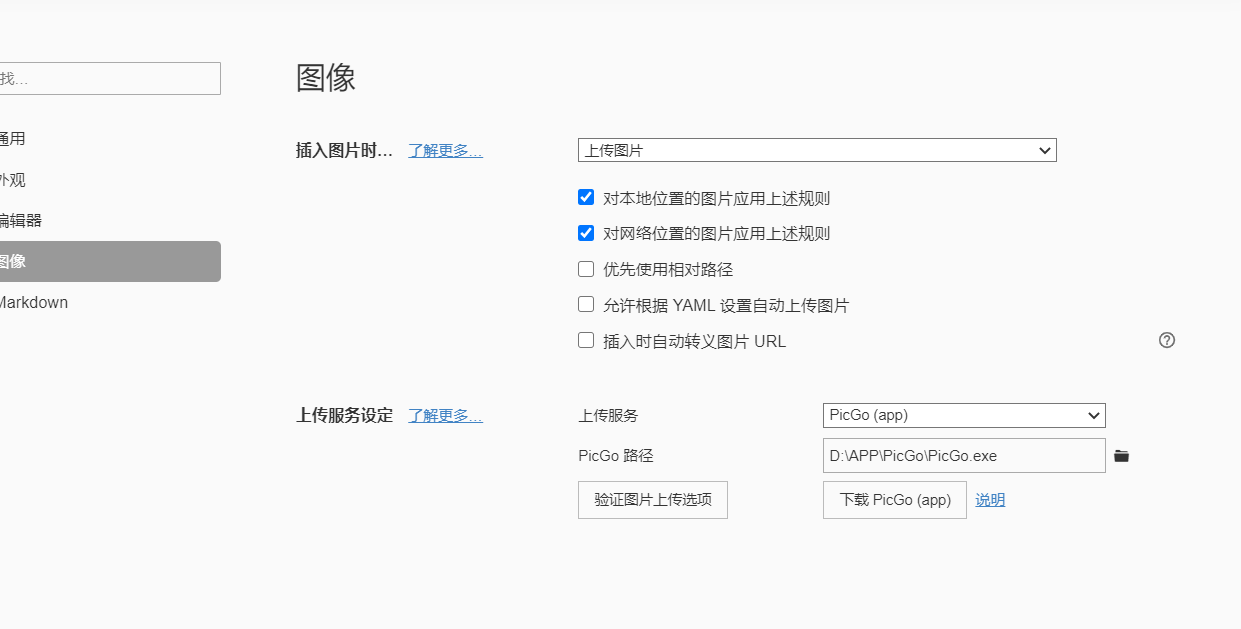 图像
找...
通用
外观
编辑器
图像
Markdown
插入图片时... 了解更多...
上传图片
对本地位置的图片应用上述规则
对网络位置的图片应用上述规则
优先使用相对路径
允许根据 YAML 设置自动上传图片
插入时自动转义图片 URL
上传服务设定 了解更多...
上传服务 PicGo (app)
PicGo 路径 D:\APP\PicGo\PicGo.exe
验证图片上传选项 下载 PicGo (app) 说明